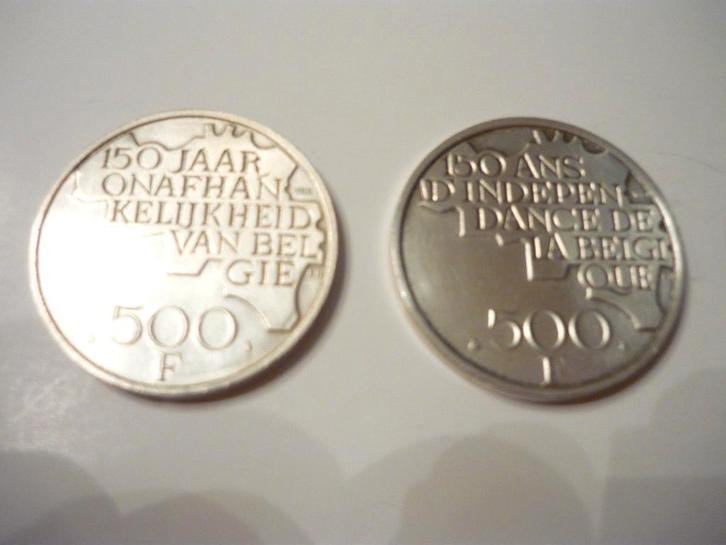 150 JAAR
ONAFHAN
KELIJKHEID
VAN BEL
GIE
500
F
150 ANS
D'INDEPEN
DANCE DE
LA BELGI
QUE
500
F